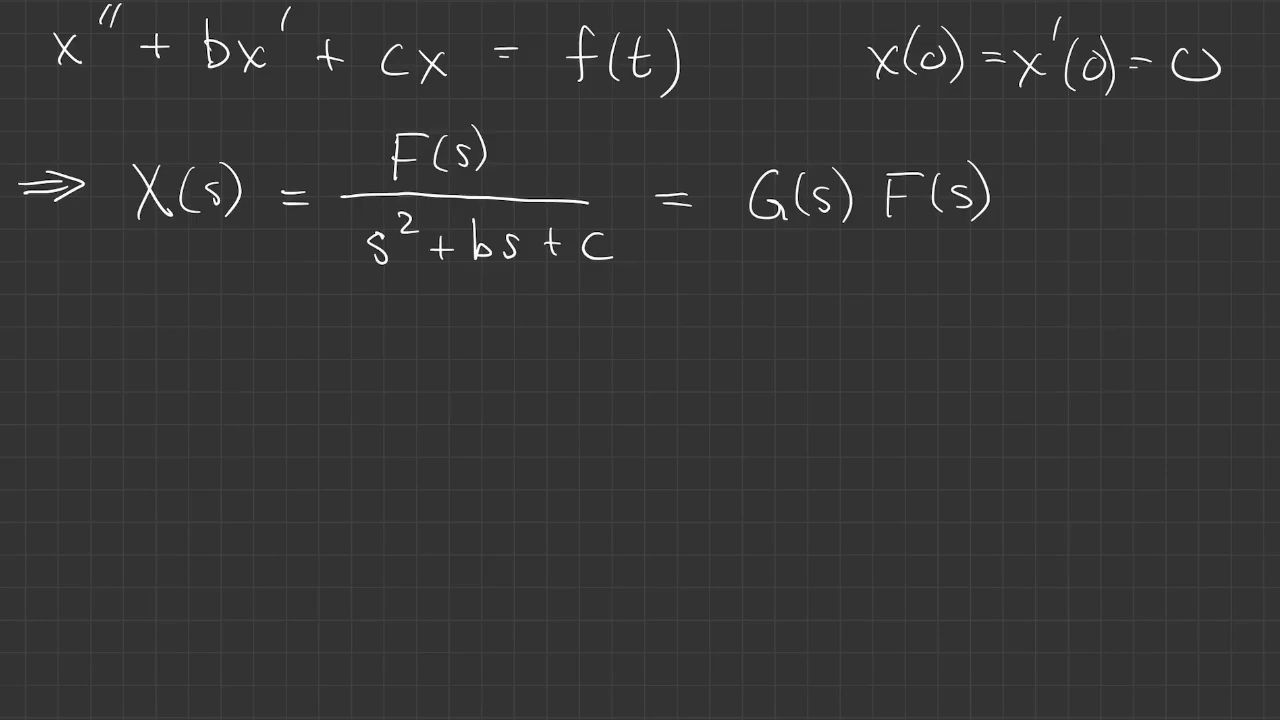 x'' + bx' + cx = f(t) x(0) = x'(0) = 0
⇒ X(s) = F(s) / (s² + bs + c) = G(s) F(s)